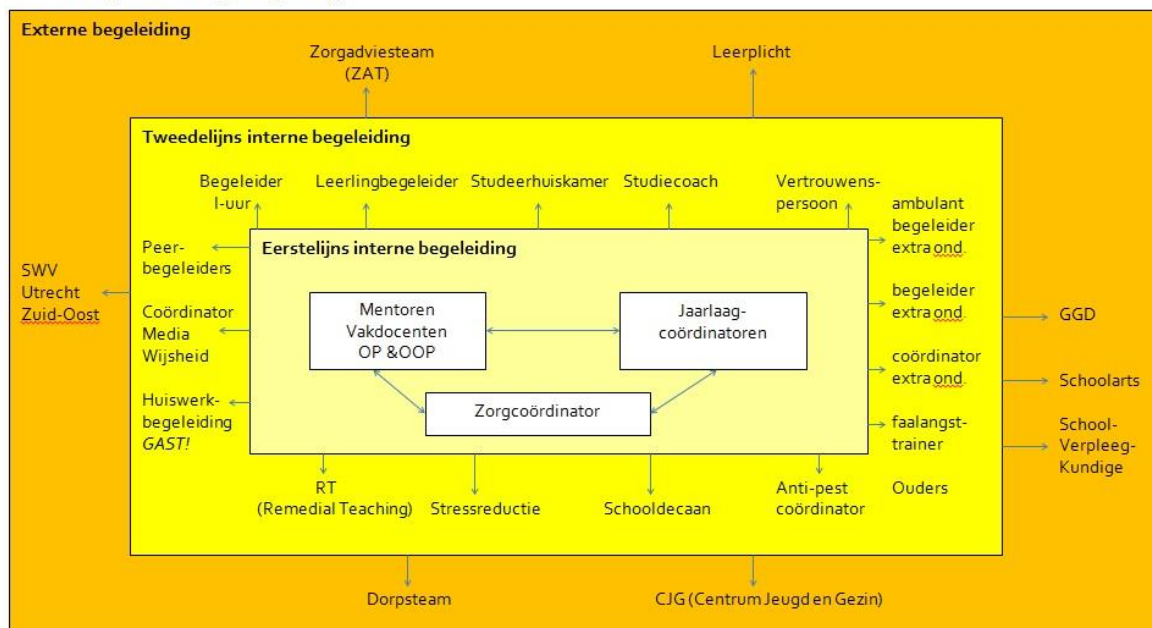 Externe begeleiding
Zorgadviesteam
(ZAT)
Leerplicht
Tweedelijns interne begeleiding
Begeleider
I-uur
Leerlingbegeleider
Studeerhuiskamer
Studiecoach
Vertrouwens-
persoon
ambulant
begeleider
extra ond.
Peer-
begeleiders
Eerstelijns interne begeleiding
SWV
Utrecht
Zuid-Oost
Coördinator
Media
Wijsheid
Mentoren
Vakdocenten
OP &OOP
Jaarlaag-
coördinatoren
begeleider
extra ond.
GGD
coördinator
extra ond.
Schoolarts
Huiswerk-
begeleiding
GAST!
Zorgcoördinator
faalangst-
trainer
School-
Verpleeg-
Kundige
RT
(Remedial Teaching)
Stressreductie
Schooldecaan
Anti-pest
coördinator
Ouders
Dorpsteam
CJG (Centrum Jeugd en Gezin)